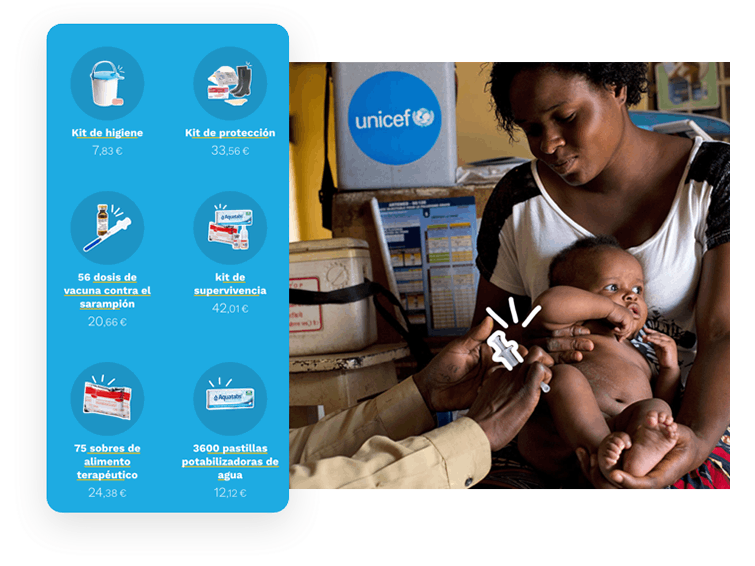 Kit de higiene
7,83 €
Kit de protección
33,56 €
56 dosis de
vacuna contra el
sarampión
20,66 €
kit de
supervivencia
42,01 €
75 sobres de
alimento
terapéutico
24,38 €
3600 pastillas
potabilizadoras de
agua
12,12 €
Aquatabs
Aquatabs
unicef